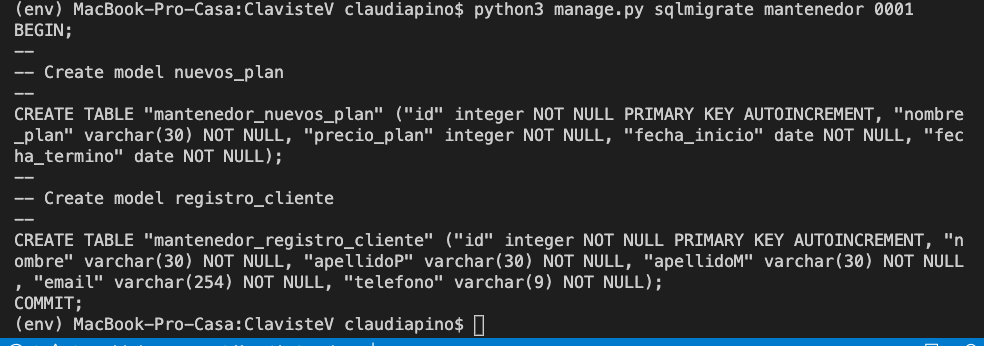 (env) MacBook-Pro-Casa:ClavisteV claudiapino$ python3 manage.py sqlmigrate mantenedor 0001
BEGIN;
--
-- Create model nuevos_plan
--
CREATE TABLE "mantenedor_nuevos_plan" ("id" integer NOT NULL PRIMARY KEY AUTOINCREMENT, "nombre
_plan" varchar(30) NOT NULL, "precio_plan" integer NOT NULL, "fecha_inicio" date NOT NULL, "fec
ha_termino" date NOT NULL);
--
-- Create model registro_cliente
--
CREATE TABLE "mantenedor_registro_cliente" ("id" integer NOT NULL PRIMARY KEY AUTOINCREMENT, "n
ombre" varchar(30) NOT NULL, "apellidoP" varchar(30) NOT NULL, "apellidoM" varchar(30) NOT NULL
, "email" varchar(254) NOT NULL, "telefono" varchar(9) NOT NULL);
COMMIT;
(env) MacBook-Pro-Casa:ClavisteV claudiapino$